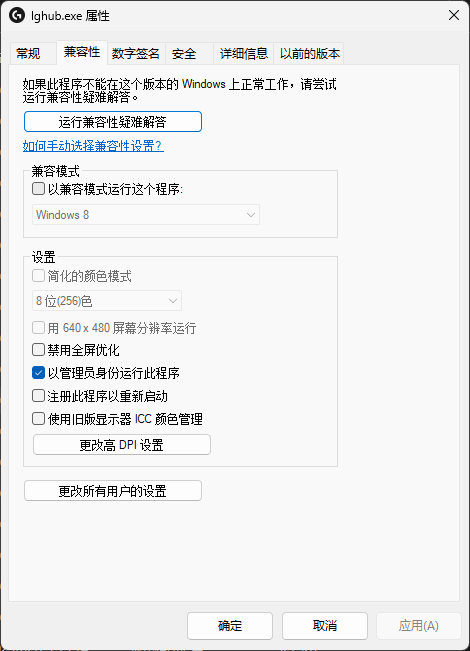 lghub.exe 属性
常规 兼容性 数字签名 安全 详细信息 以前的版本
如果此程序不能在这个版本的 Windows 上正常工作，请尝试
运行兼容性疑难解答。
运行兼容性疑难解答
如何手动选择兼容性设置?
兼容模式
以兼容模式运行这个程序:
Windows 8
设置
简化的颜色模式
8 位(256)色
用 640 x 480 屏幕分辨率运行
禁用全屏优化
以管理员身份运行此程序
注册此程序以重新启动
使用旧版显示器 ICC 颜色管理
更改高 DPI 设置
更改所有用户的设置
确定 取消 应用(A)